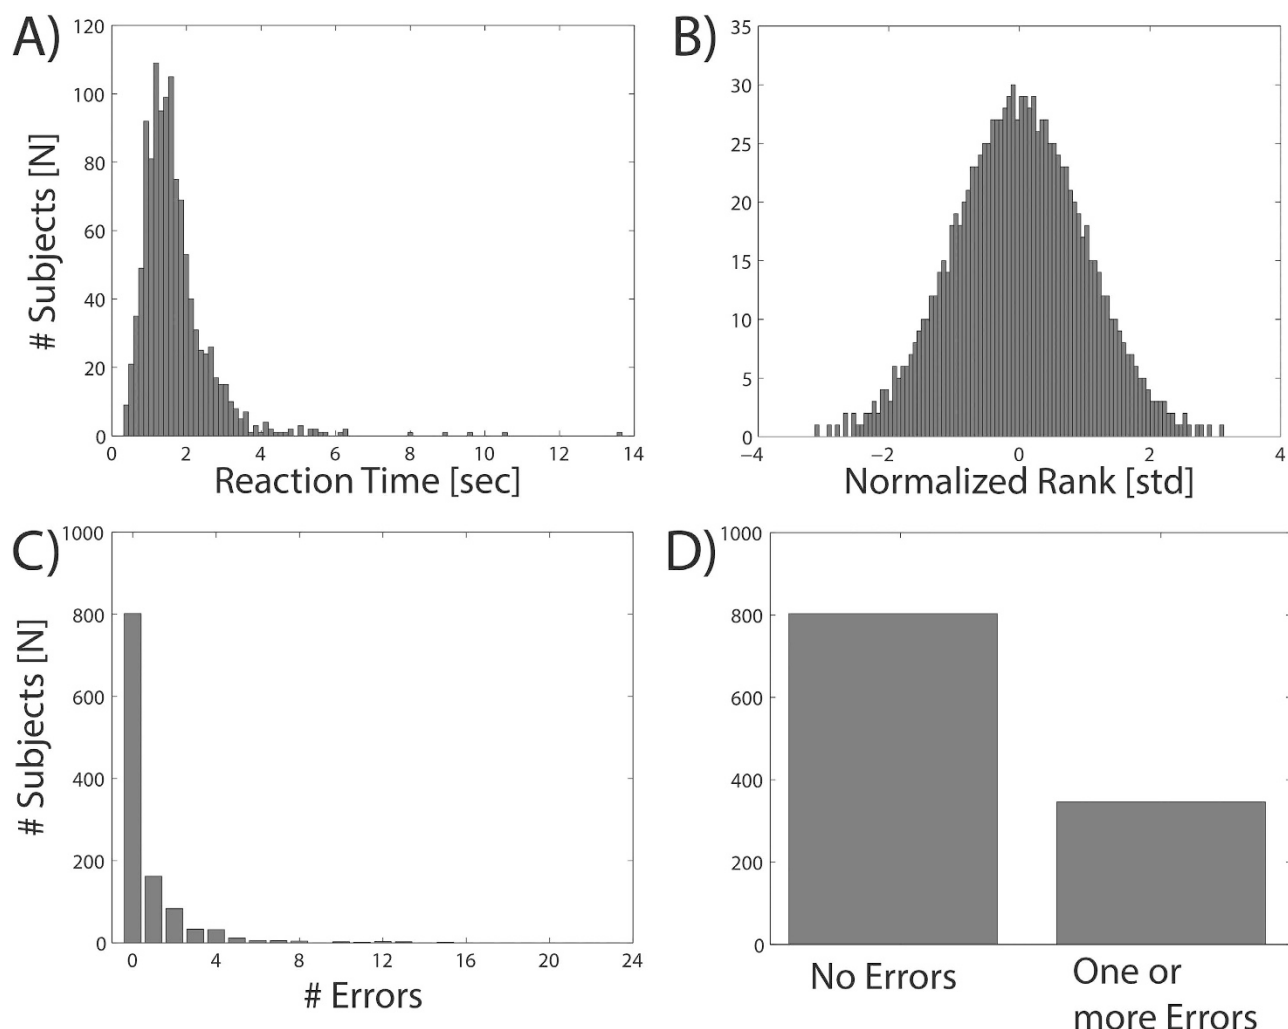 A)
120
100
80
60
40
20
0
# Subjects [N]
0 2 4 6 8 10 12 14
Reaction Time [sec]
B)
35
30
25
20
15
10
5
0
−4 −2 0 2 4
Normalized Rank [std]
C)
1000
800
600
400
200
0
# Subjects [N]
0 4 8 12 16 20 24
# Errors
D)
1000
800
600
400
200
0
No Errors
One or
more Errors